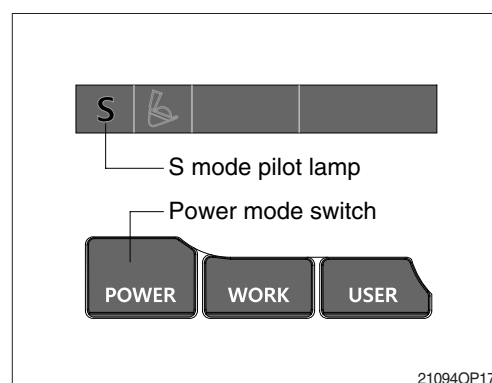 S
S mode pilot lamp
Power mode switch
POWER WORK USER
21094OP17